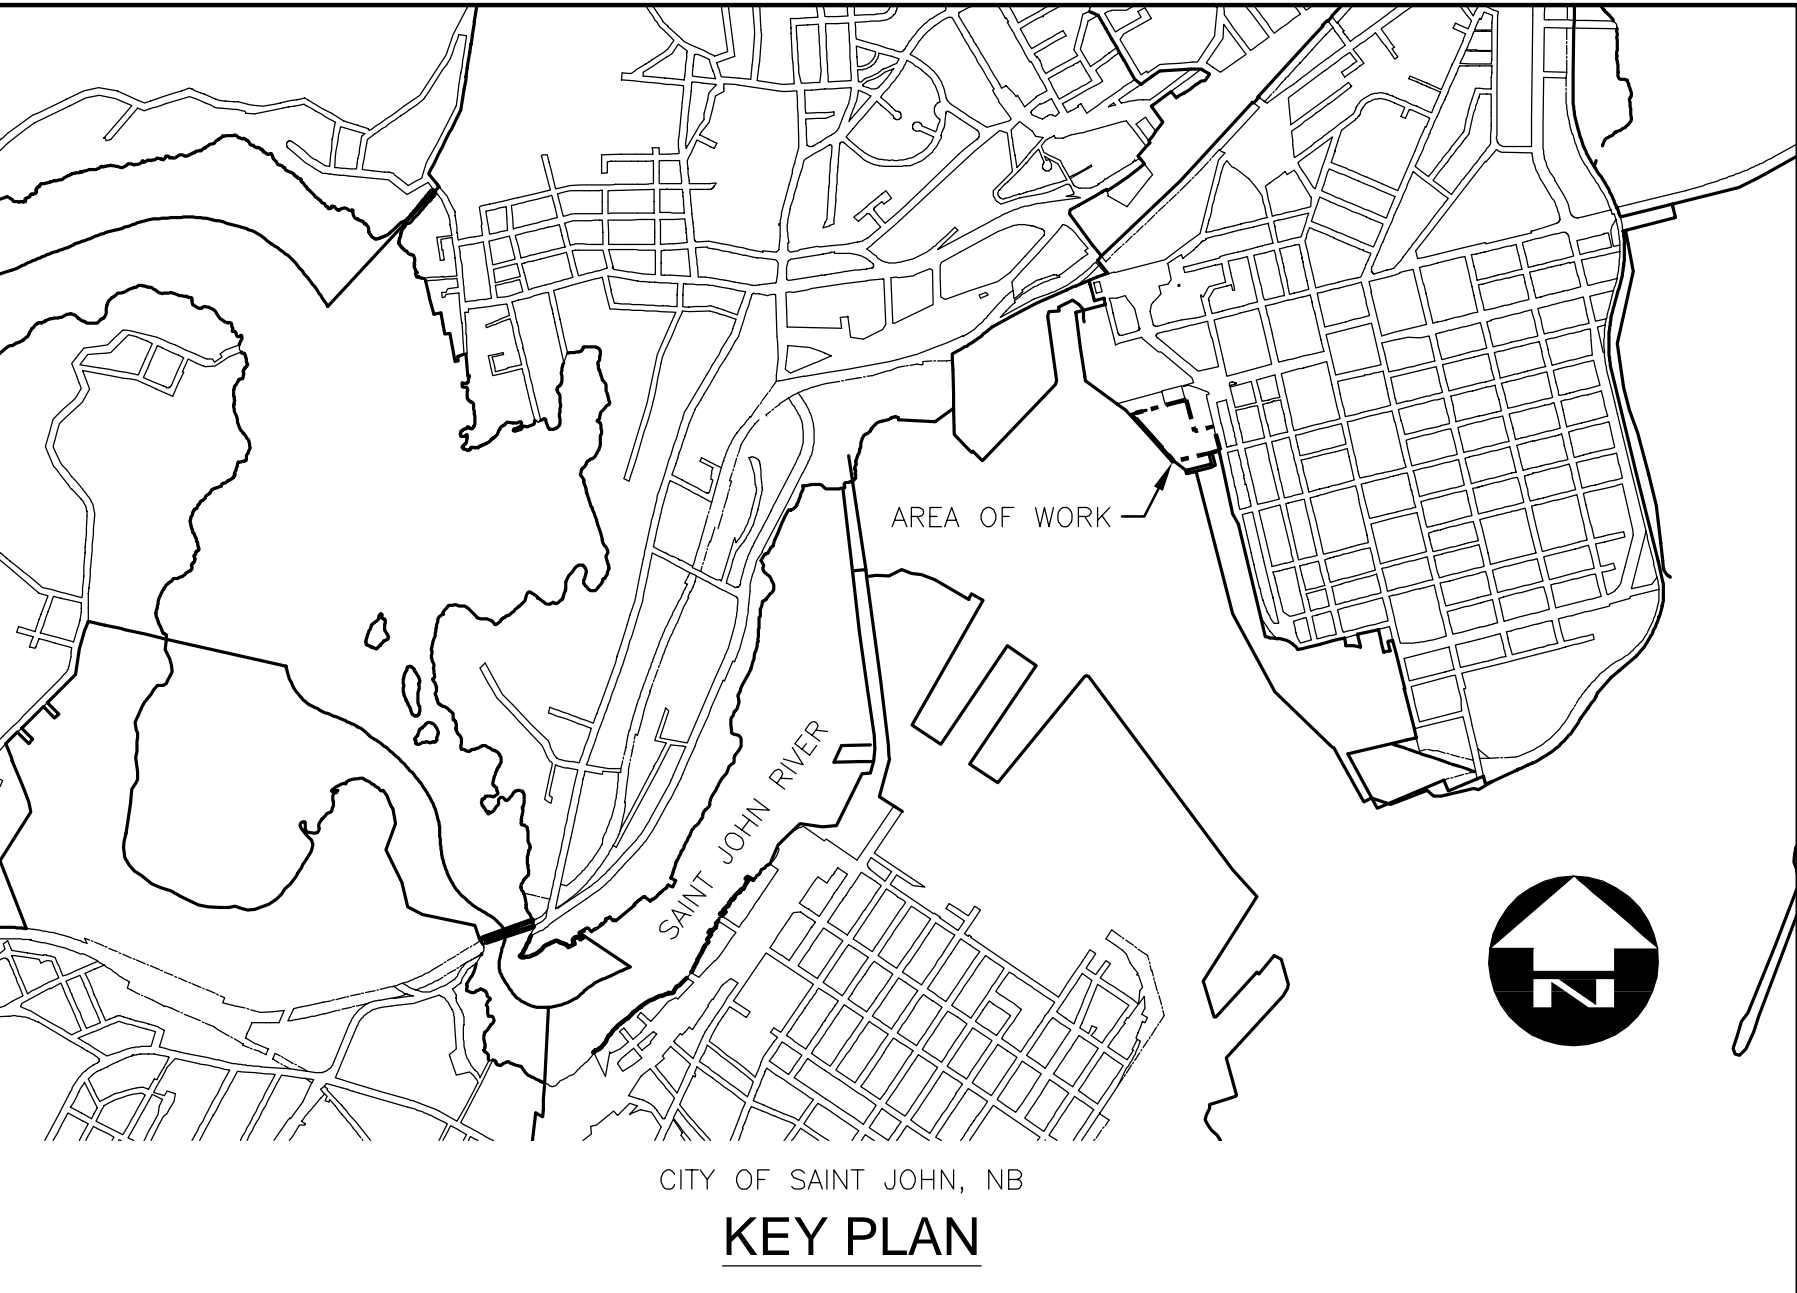 AREA OF WORK
SAINT JOHN RIVER
N
CITY OF SAINT JOHN, NB
KEY PLAN